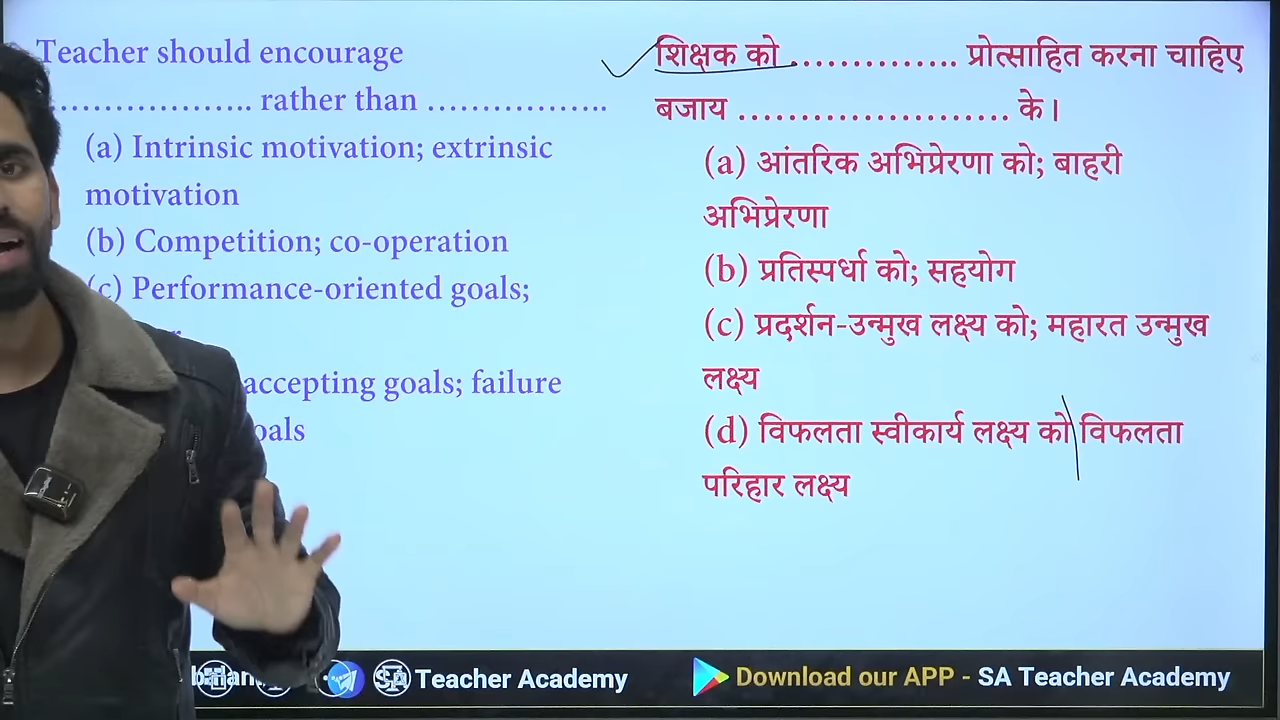 Teacher should encourage
……………….. rather than ……………..
(a) Intrinsic motivation; extrinsic
motivation
(b) Competition; co-operation
(c) Performance-oriented goals;
accepting goals; failure
शिक्षक को ………….. प्रोत्साहित करना चाहिए
बजाय …………………… के।
(a) आंतरिक अभिप्रेरणा को; बाहरी
अभिप्रेरणा
(b) प्रतिस्पर्धा को; सहयोग
(c) प्रदर्शन-उन्मुख लक्ष्य को; महारत उन्मुख
लक्ष्य
(d) विफलता स्वीकार्य लक्ष्य को विफलता
परिहार लक्ष्य
Teacher Academy
Download our APP - SA Teacher Academy